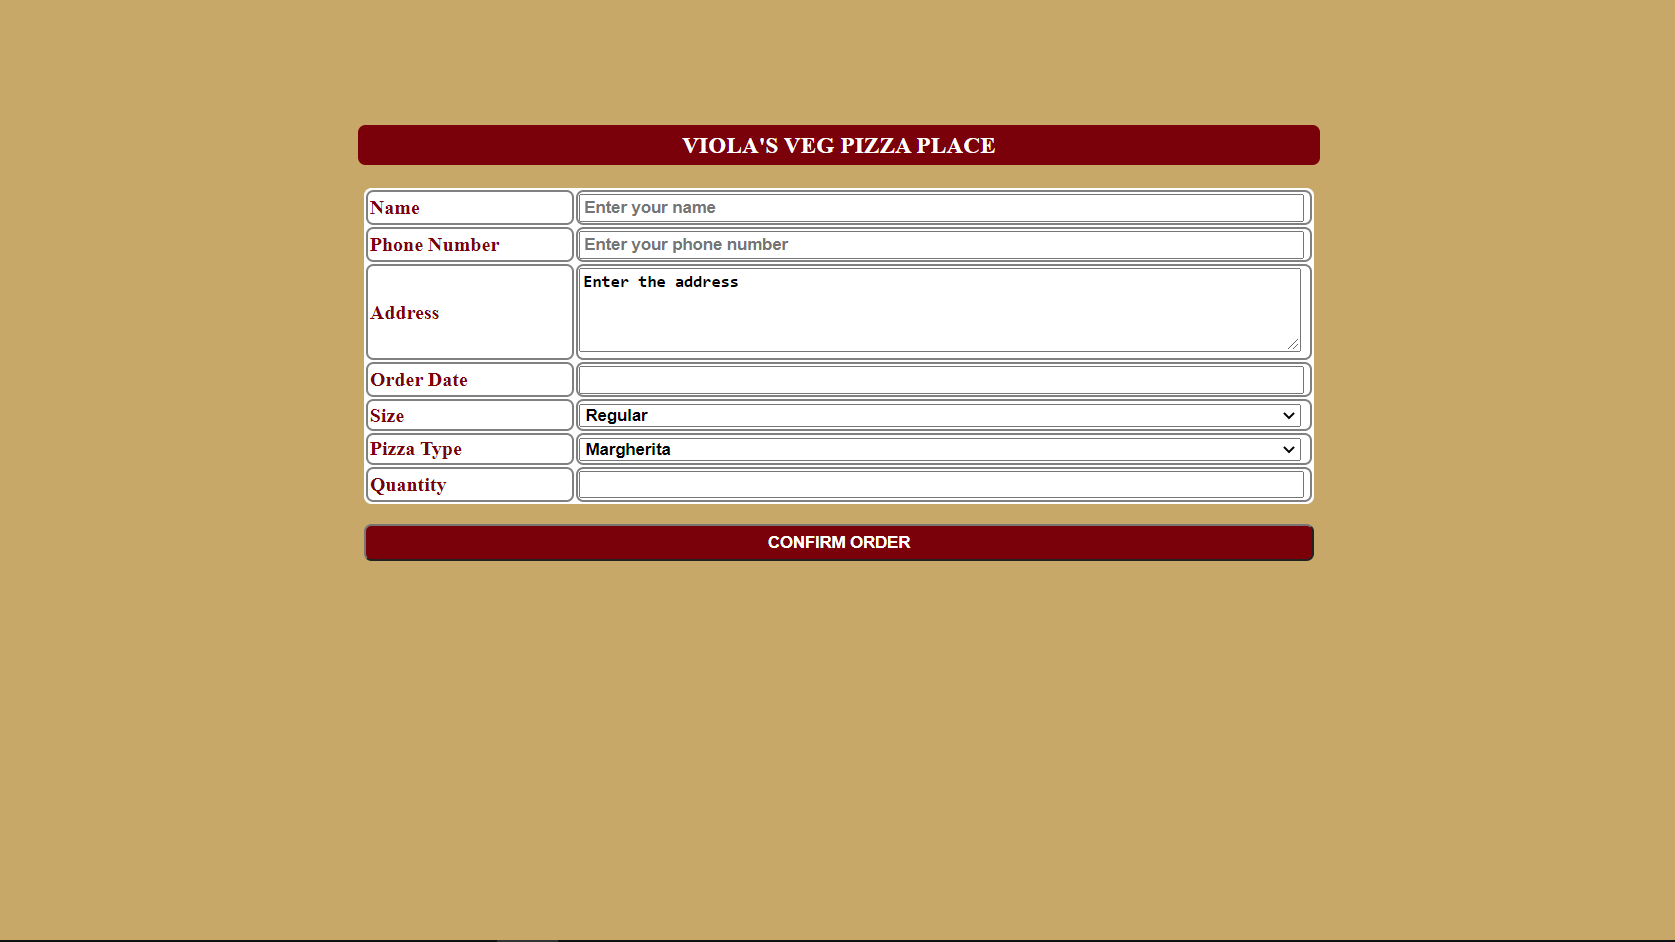 VIOLA'S VEG PIZZA PLACE
Name Enter your name
Phone Number Enter your phone number
Address Enter the address
Order Date
Size Regular
Pizza Type Margherita
Quantity
CONFIRM ORDER